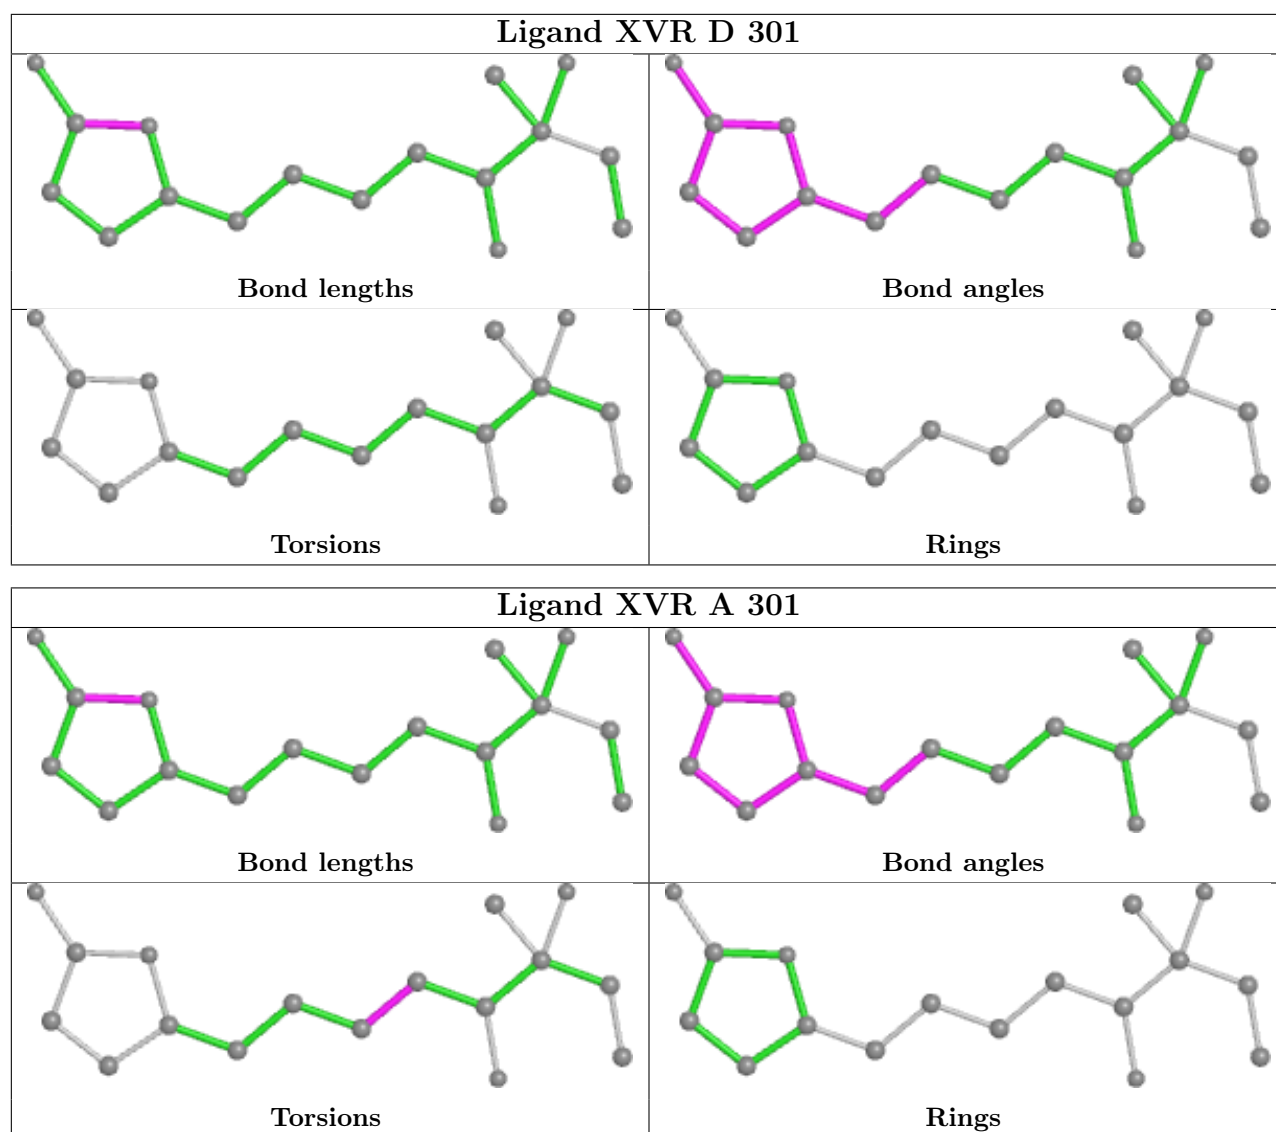 Ligand XVR D 301
Bond lengths
Bond angles
Torsions
Rings
Ligand XVR A 301
Bond lengths
Bond angles
Torsions
Rings